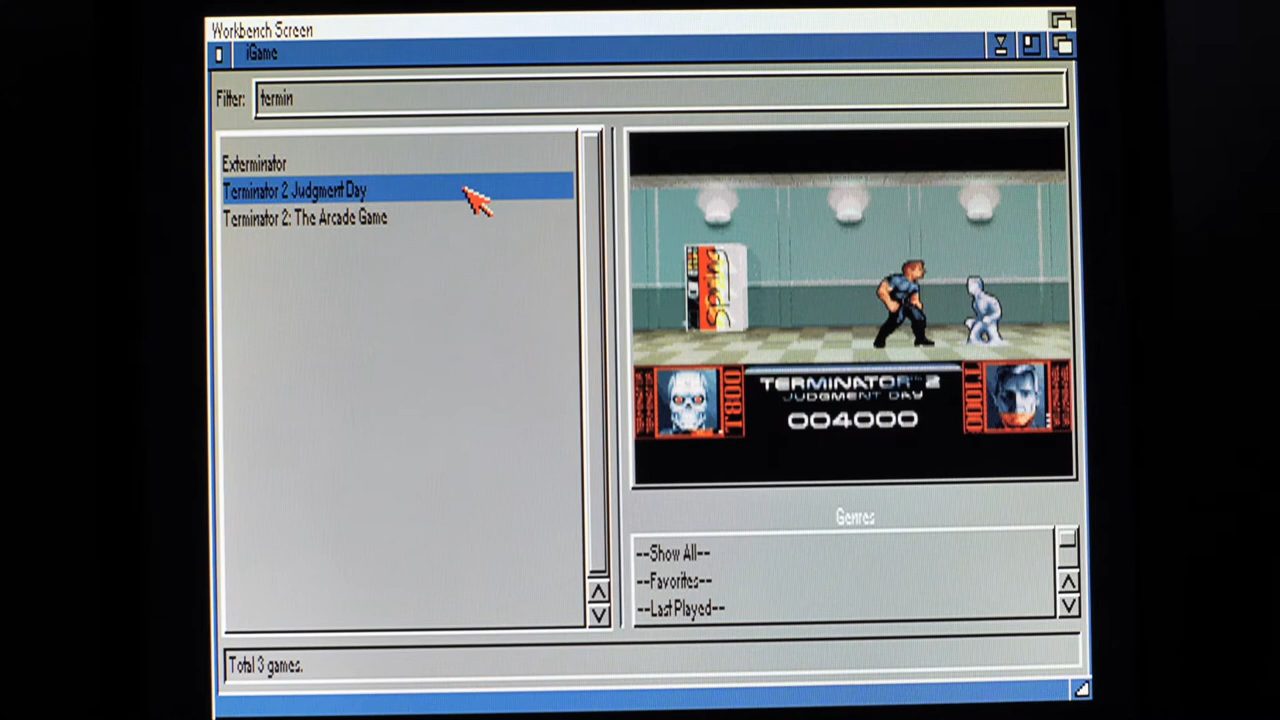 Workbench Screen
iGame
Filter: termin
Exterminator
Terminator 2 Judgment Day
Terminator 2: The Arcade Game
Spring
T800
TERMINATOR 2
JUDGMENT DAY
004000
T1000
Genres
--Show All--
--Favorites--
--Last Played--
Total 3 games.